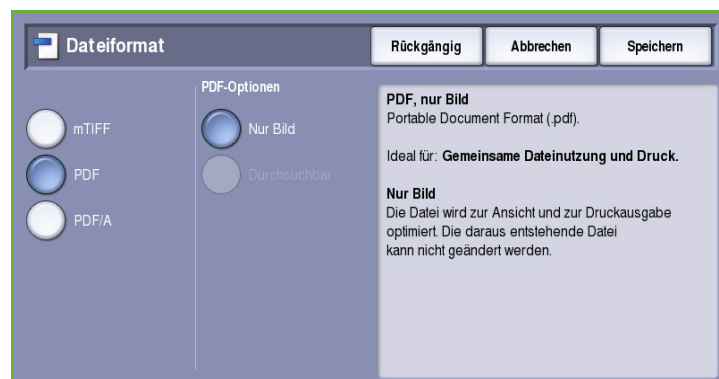 Dateiformat
Rückgängig
Abbrechen
Speichern
mTIFF
PDF
PDF/A
PDF-Optionen
Nur Bild
Durchsuchbar
PDF, nur Bild
Portable Document Format (.pdf).
Ideal für: Gemeinsame Dateinutzung und Druck.
Nur Bild
Die Datei wird zur Ansicht und zur Druckausgabe
optimiert. Die daraus entstehende Datei
kann nicht geändert werden.